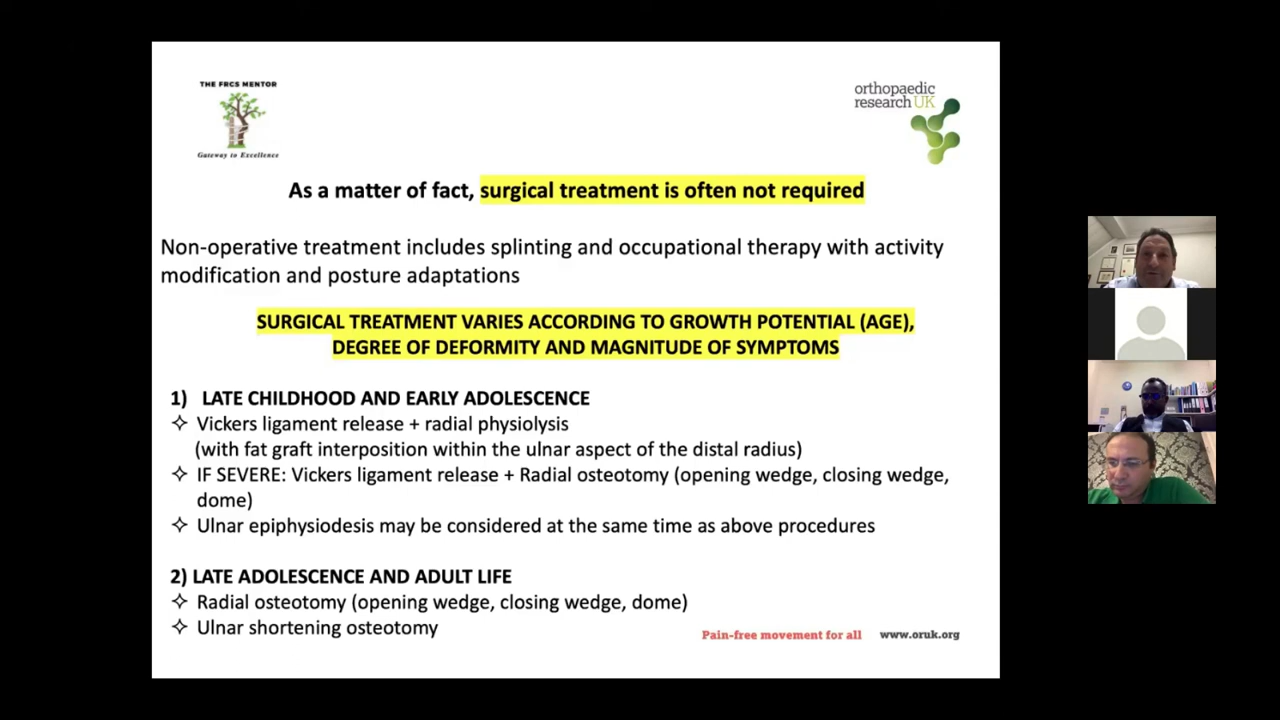 THE FRCS MENTOR
Gateway to Excellence
orthopaedic
research UK
As a matter of fact, surgical treatment is often not required
Non-operative treatment includes splinting and occupational therapy with activity
modification and posture adaptations
SURGICAL TREATMENT VARIES ACCORDING TO GROWTH POTENTIAL (AGE),
DEGREE OF DEFORMITY AND MAGNITUDE OF SYMPTOMS
1) LATE CHILDHOOD AND EARLY ADOLESCENCE
✧ Vickers ligament release + radial physiolysis
(with fat graft interposition within the ulnar aspect of the distal radius)
✧ IF SEVERE: Vickers ligament release + Radial osteotomy (opening wedge, closing wedge,
dome)
✧ Ulnar epiphysiodesis may be considered at the same time as above procedures
2) LATE ADOLESCENCE AND ADULT LIFE
✧ Radial osteotomy (opening wedge, closing wedge, dome)
✧ Ulnar shortening osteotomy
Pain-free movement for all www.oruk.org